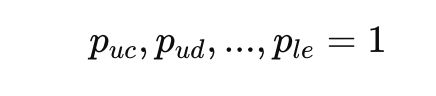 p_{uc}, p_{ud}, ..., p_{le} = 1